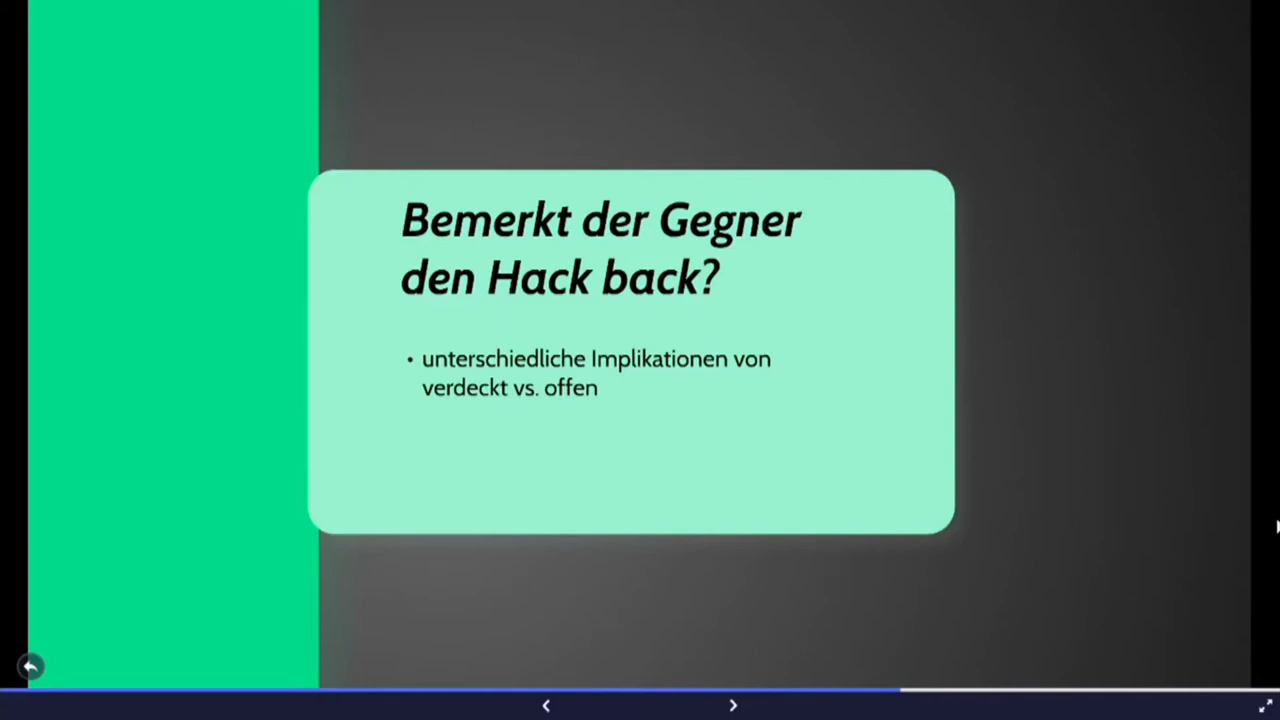 Bemerkt der Gegner
den Hack back?
• unterschiedliche Implikationen von
verdeckt vs. offen